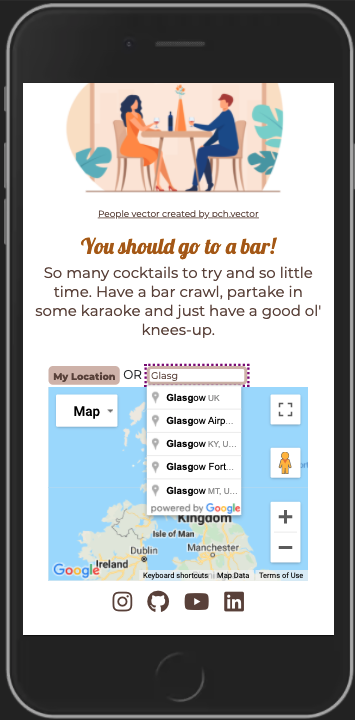 People vector created by pch.vector
You should go to a bar!
So many cocktails to try and so little
time. Have a bar crawl, partake in
some karaoke and just have a good ol'
knees-up.
My Location OR Glasg
Map
Glasgow UK
Glasgow Airp...
Glasgow KY, U...
Glasgow Fort...
Glasgow MT, U...
powered by Google
Kingdom
Isle of Man
Dublin
Manchester
Ireland
Google
Keyboard shortcuts Map Data Terms of Use